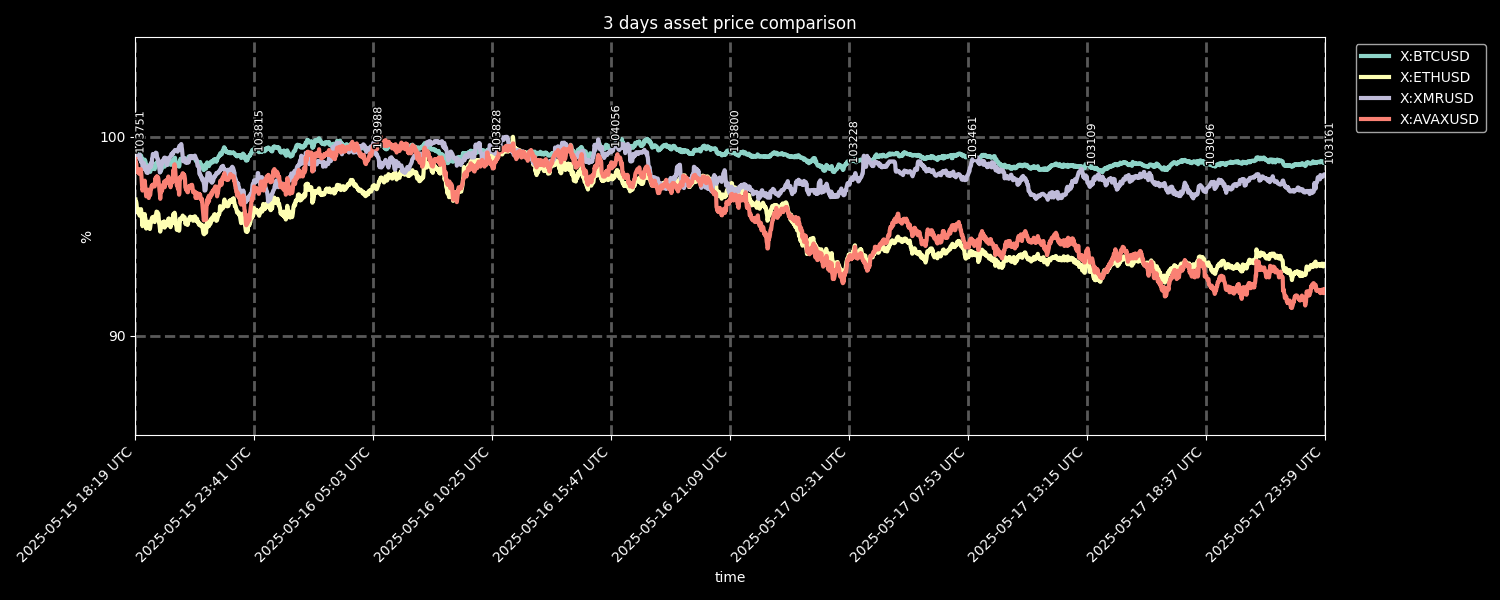 3 days asset price comparison
X:BTCUSD
X:ETHUSD
X:XMRUSD
X:AVAXUSD
100
90
%
103751
103815
103988
103828
104056
103800
103228
103461
103109
103096
103161
2025-05-15 18:19 UTC
2025-05-15 23:41 UTC
2025-05-16 05:03 UTC
2025-05-16 10:25 UTC
2025-05-16 15:47 UTC
2025-05-16 21:09 UTC
2025-05-17 02:31 UTC
2025-05-17 07:53 UTC
2025-05-17 13:15 UTC
2025-05-17 18:37 UTC
2025-05-17 23:59 UTC
time